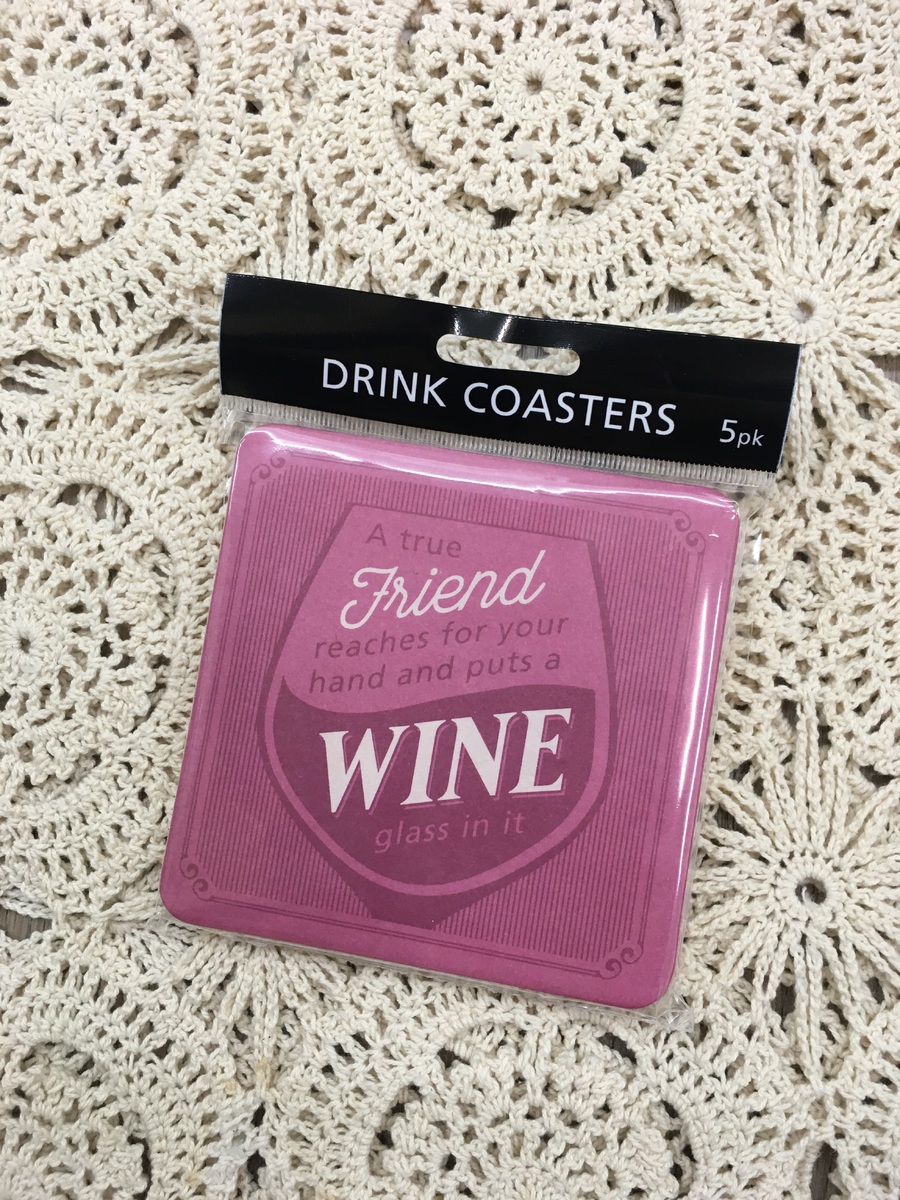 DRINK COASTERS 5pk
A true
Friend
reaches for your
hand and puts a
WINE
glass in it